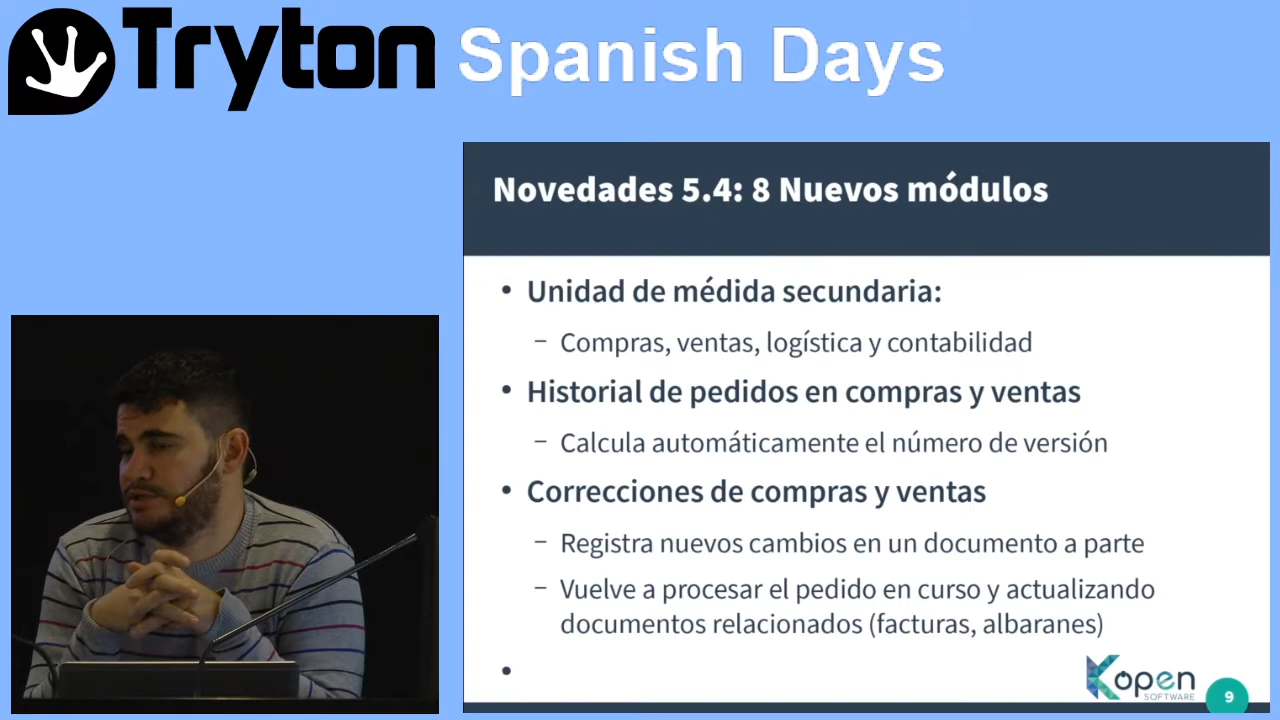 Tryton Spanish Days
Novedades 5.4: 8 Nuevos módulos
• Unidad de médida secundaria:
– Compras, ventas, logística y contabilidad
• Historial de pedidos en compras y ventas
– Calcula automáticamente el número de versión
• Correcciones de compras y ventas
– Registra nuevos cambios en un documento a parte
– Vuelve a procesar el pedido en curso y actualizando
documentos relacionados (facturas, albaranes)
•
Kopen
SOFTWARE
9